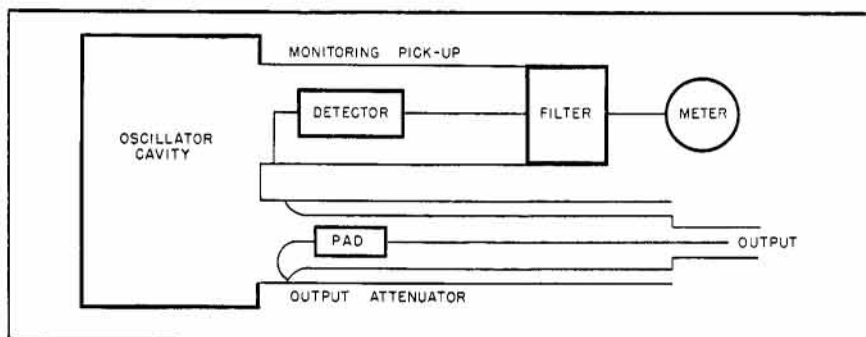 MONITORING PICK-UP
DETECTOR
FILTER
METER
OSCILLATOR
CAVITY
PAD
OUTPUT
OUTPUT ATTENUATOR